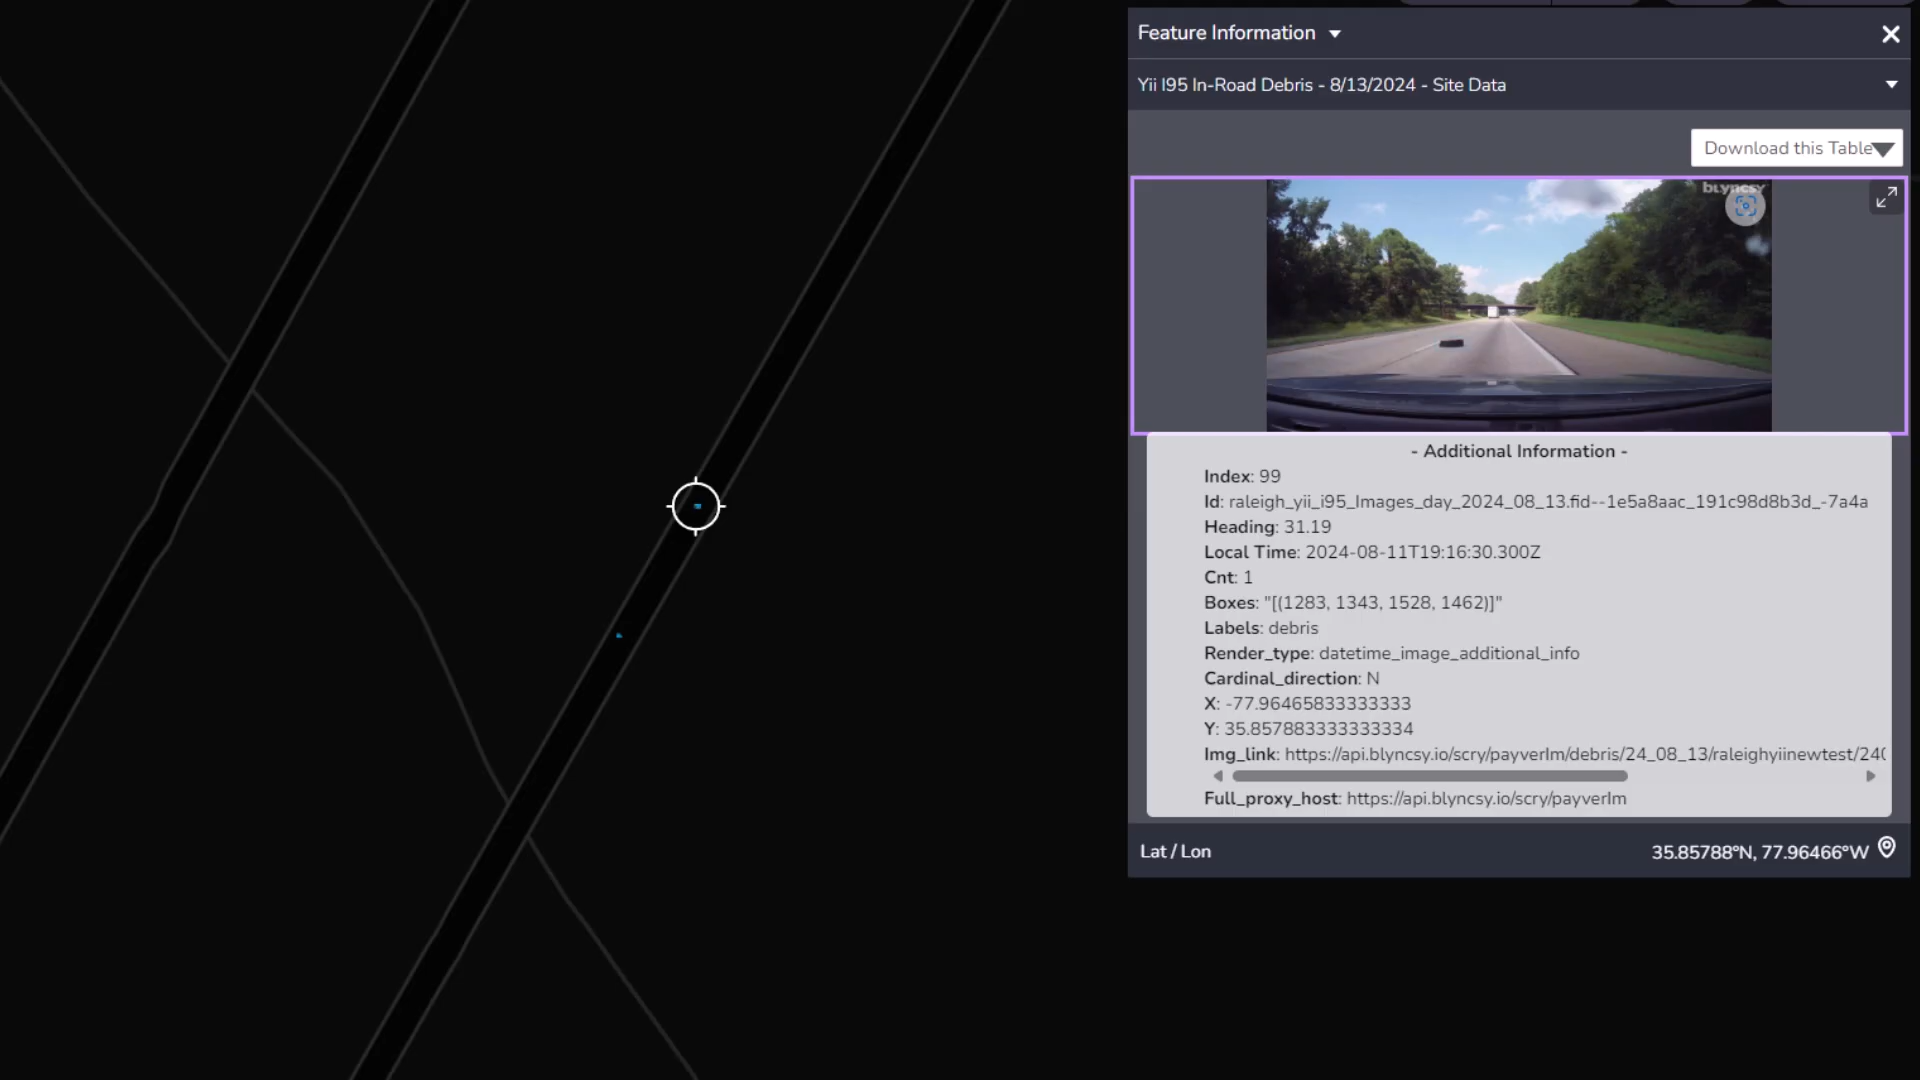 Feature Information
Yii I95 In-Road Debris - 8/13/2024 - Site Data
Download this Table
blyncsy
- Additional Information -
Index: 99
Id: raleigh_yii_i95_Images_day_2024_08_13.fid--1e5a8aac_191c98d8b3d_-7a4a
Heading: 31.19
Local Time: 2024-08-11T19:16:30.300Z
Cnt: 1
Boxes: "[(1283, 1343, 1528, 1462)]"
Labels: debris
Render_type: datetime_image_additional_info
Cardinal_direction: N
X: -77.96465833333333
Y: 35.857883333333334
Img_link: https://api.blyncsy.io/scry/payverlm/debris/24_08_13/raleighyiinewtest/240
Full_proxy_host: https://api.blyncsy.io/scry/payverlm
Lat / Lon
35.85788°N, 77.96466°W